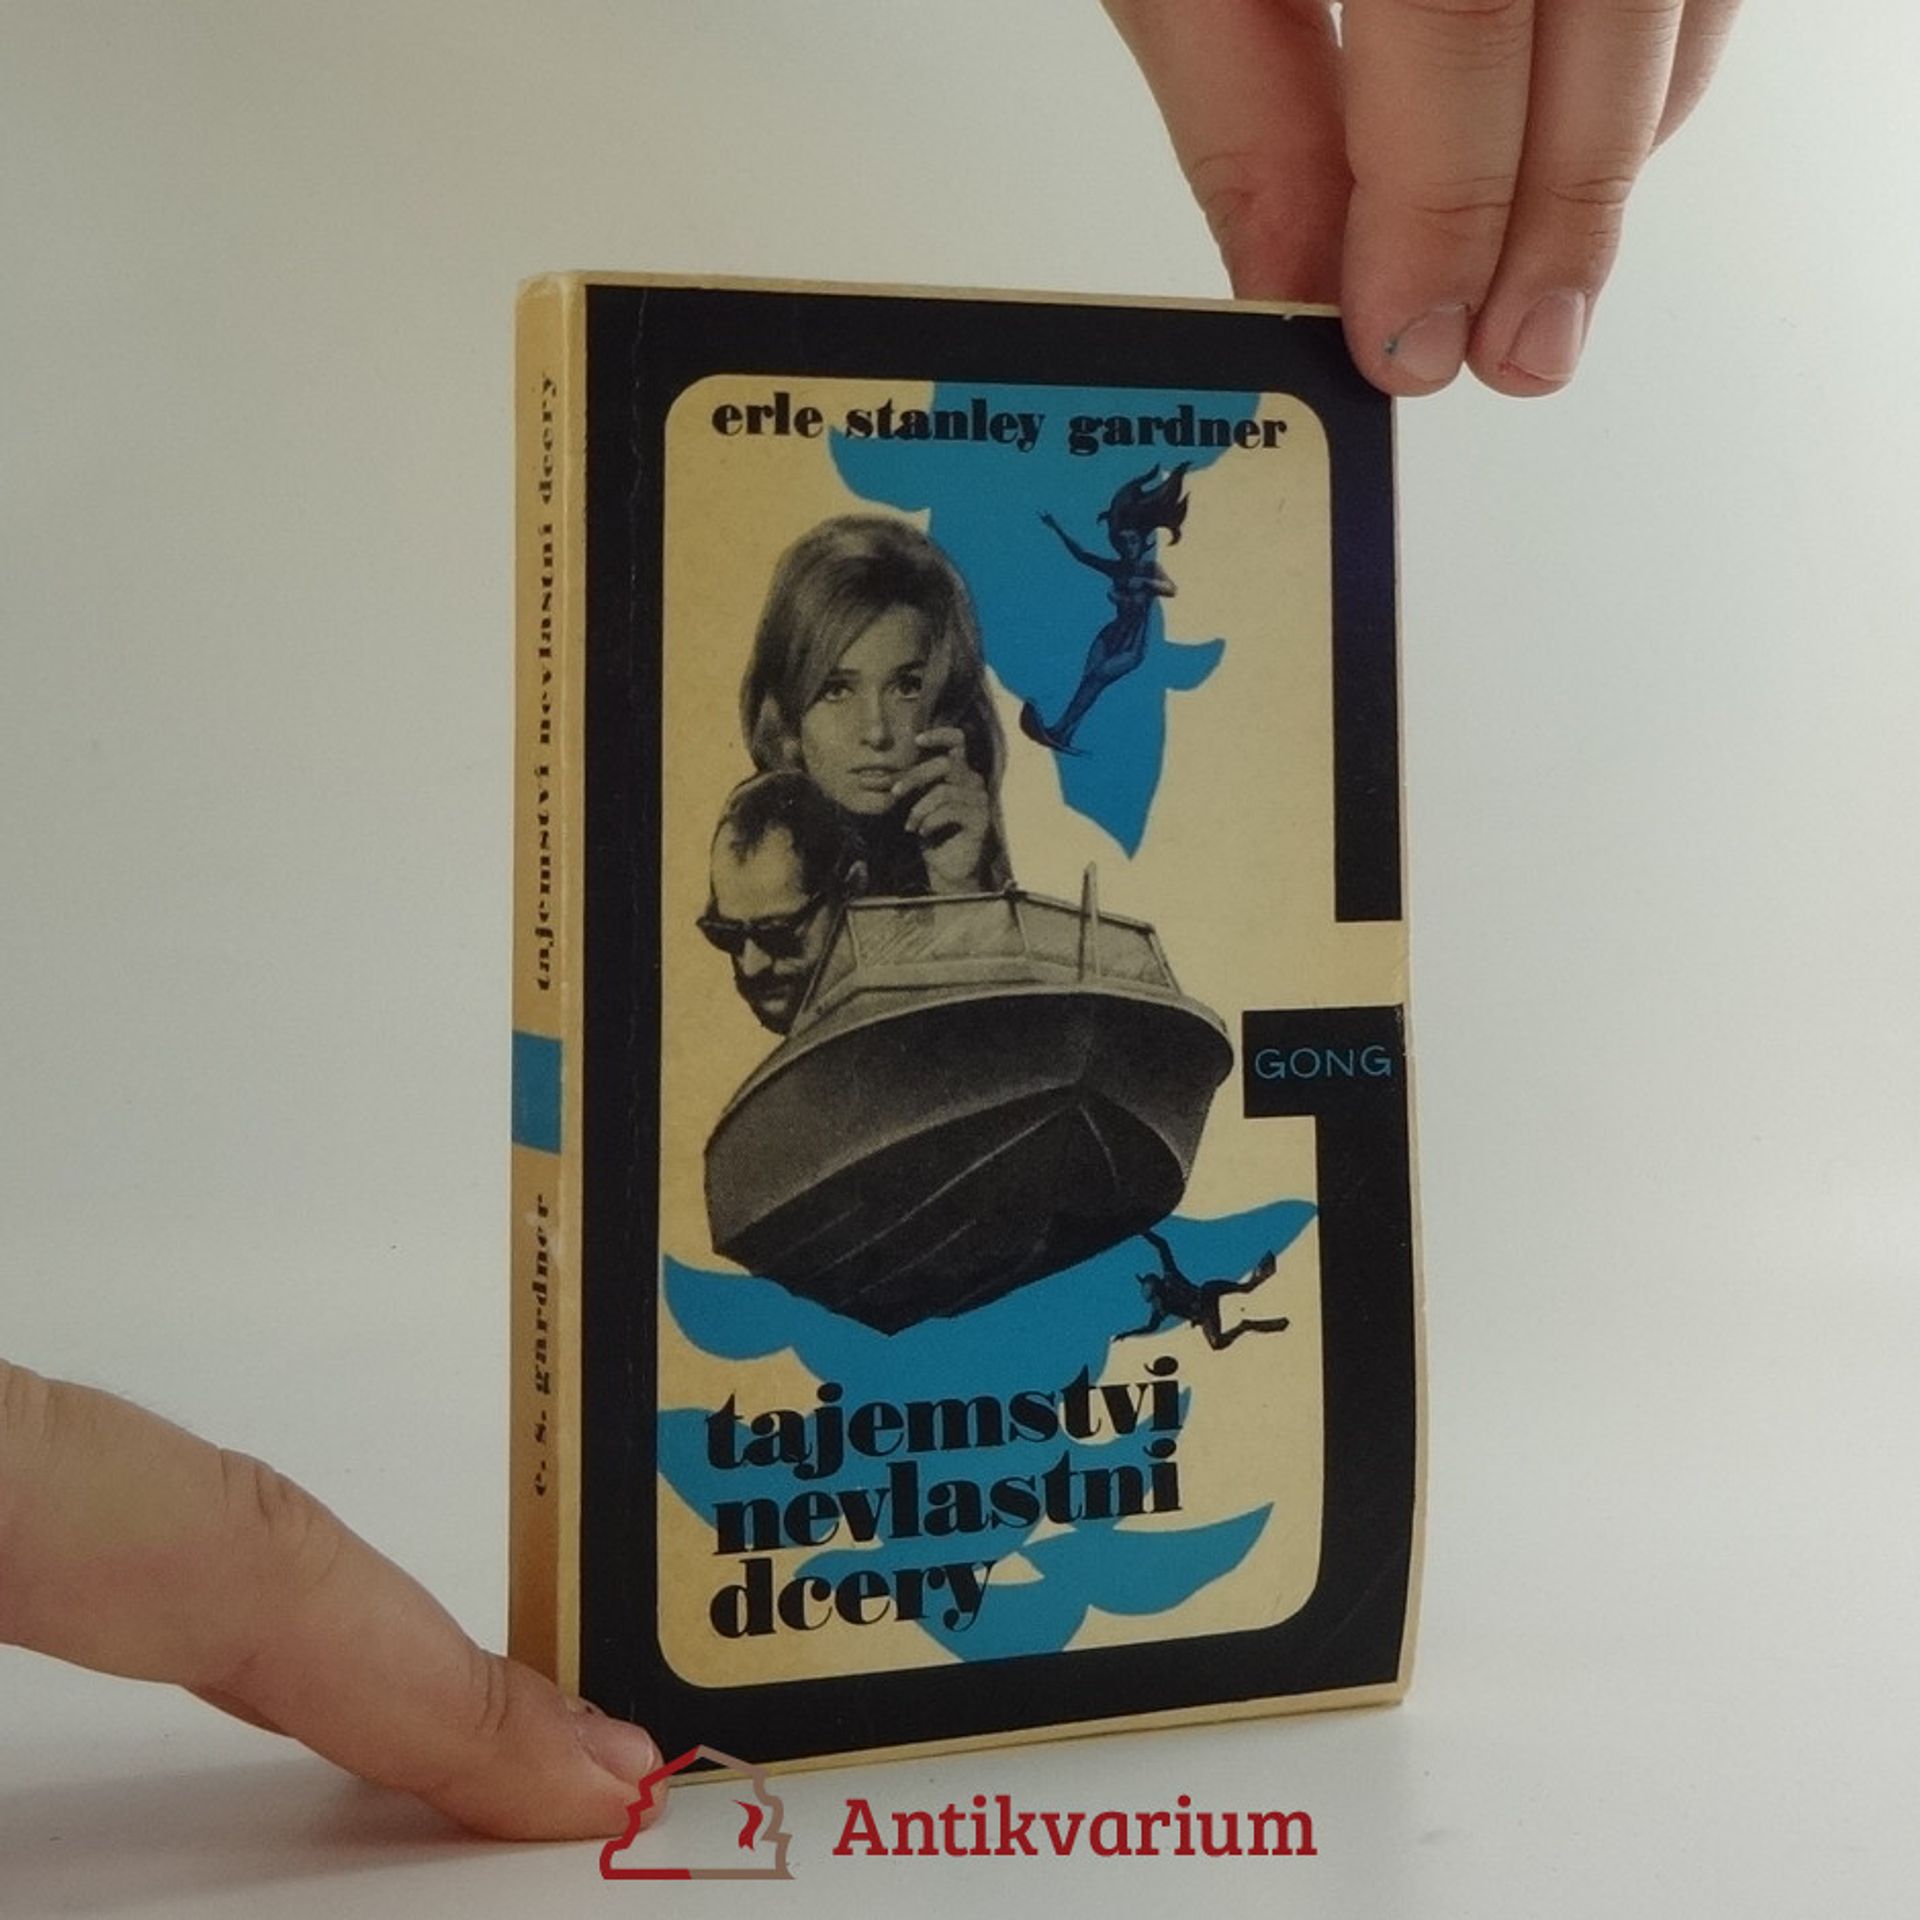 erle stanley gardner
GONG
tajemství
nevlastní
dcery
tajemství nevlastní dcery
e. s. gardner
Antikvarium